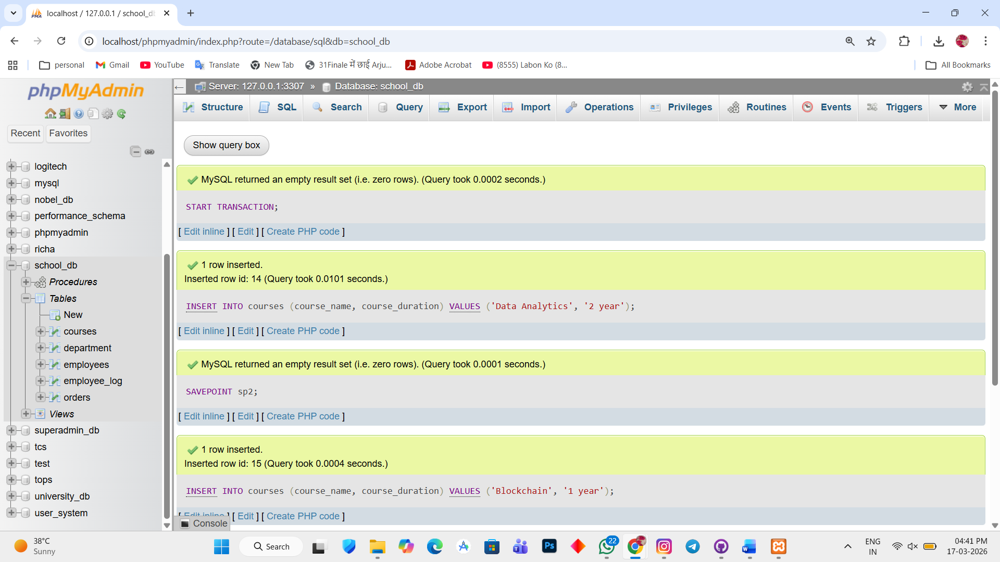 localhost / 127.0.0.1 / school_db
localhost/phpmyadmin/index.php?route=/database/sql&db=school_db
personal
Gmail
YouTube
Translate
New Tab
31Finale में छाई Arju...
Adobe Acrobat
(8555) Labon Ko (8...
All Bookmarks
phpMyAdmin
Recent
Favorites
logitech
mysql
nobel_db
performance_schema
phpmyadmin
richa
school_db
Procedures
Tables
New
courses
department
employees
employee_log
orders
Views
superadmin_db
tcs
test
tops
university_db
user_system
Server: 127.0.0.1:3307 » Database: school_db
Structure
SQL
Search
Query
Export
Import
Operations
Privileges
Routines
Events
Triggers
More
Show query box
MySQL returned an empty result set (i.e. zero rows). (Query took 0.0002 seconds.)
START TRANSACTION;
[ Edit inline ] [ Edit ] [ Create PHP code ]
1 row inserted.
Inserted row id: 14 (Query took 0.0101 seconds.)
INSERT INTO courses (course_name, course_duration) VALUES ('Data Analytics', '2 year');
[ Edit inline ] [ Edit ] [ Create PHP code ]
MySQL returned an empty result set (i.e. zero rows). (Query took 0.0001 seconds.)
SAVEPOINT sp2;
[ Edit inline ] [ Edit ] [ Create PHP code ]
1 row inserted.
Inserted row id: 15 (Query took 0.0004 seconds.)
INSERT INTO courses (course_name, course_duration) VALUES ('Blockchain', '1 year');
[ Edit inline ] [ Edit ] [ Create PHP code ]
Console
38°C
Sunny
Search
Ps
22
ENG
IN
04:41 PM
17-03-2026